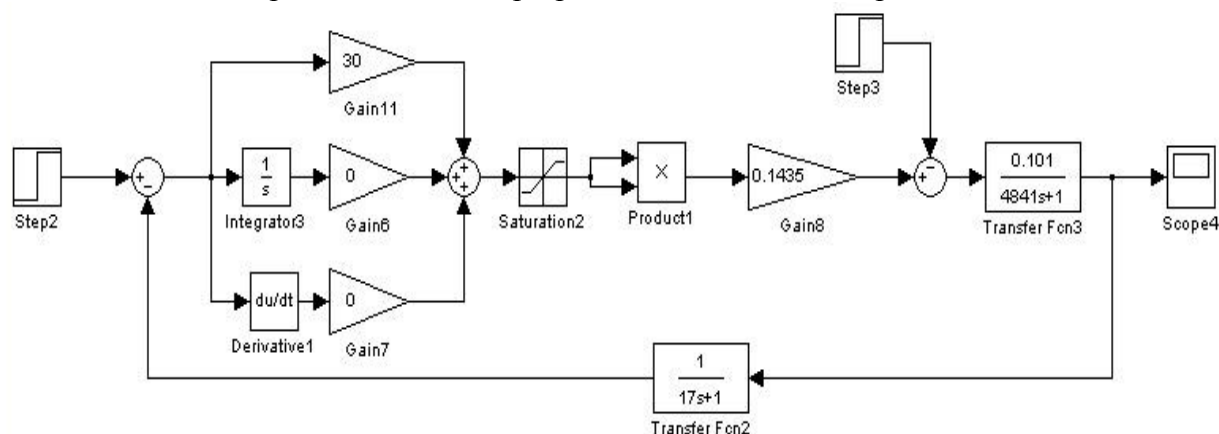 30
Gain11
Step3
Step2
+
−
1
s
Integrator3
0
Gain6
+
+
+
Saturation2
×
Product1
0.1435
Gain8
−
+
0.101
4841s+1
Transfer Fcn3
Scope4
du/dt
Derivative1
0
Gain7
1
17s+1
Transfer Fcn2